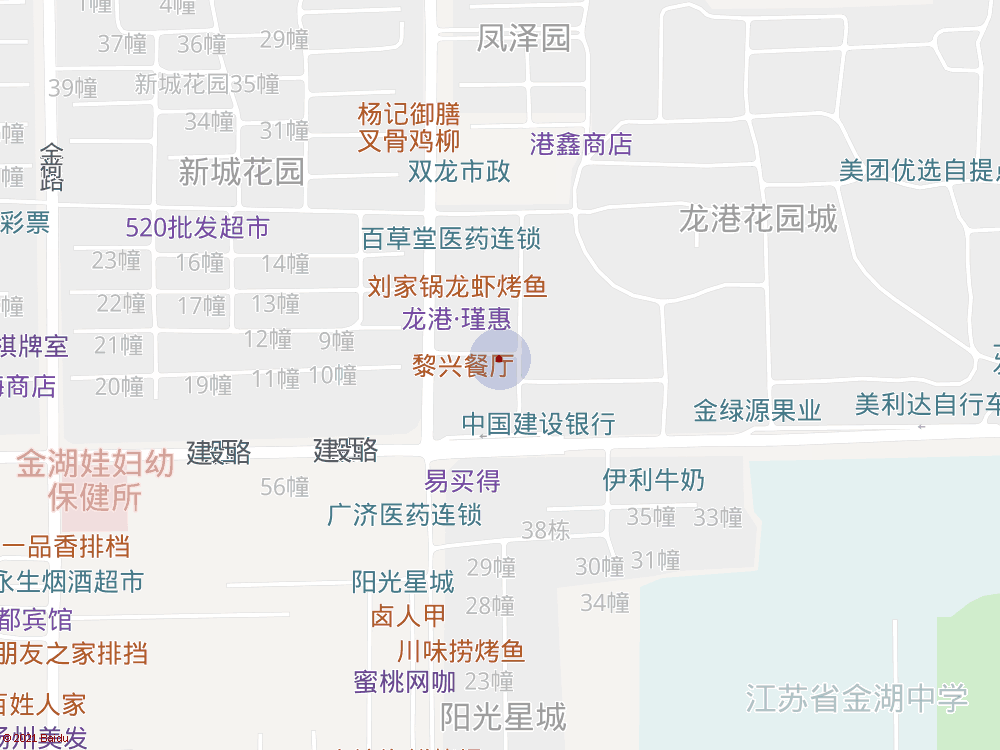 1幢
4幢
37幢
36幢
29幢
凤泽园
新城花园35幢
39幢
杨记御膳
叉骨鸡柳
34幢
31幢
港鑫商店
幢
新城花园
双龙市政
美团优选自提
幢
彩票
520批发超市
百草堂医药连锁
龙港花园城
23幢
16幢
14幢
刘家锅龙虾烤鱼
幢
22幢
17幢
13幢
龙港·瑾惠
棋牌室
21幢
12幢
9幢
黎兴餐厅
商店
20幢
19幢
11幢
10幢
中国建设银行
金绿源果业
美利达自行车
建设路
建设路
金湖娃妇幼
保健所
56幢
易买得
伊利牛奶
广济医药连锁
38栋
35幢
33幢
一品香排档
永生烟酒超市
阳光星城
29幢
30幢
31幢
都宾馆
卤人甲
28幢
34幢
朋友之家排挡
川味捞烤鱼
蜜桃网咖
23幢
百姓人家
阳光星城
江苏省金湖中学
扬州美发
© 2021 Baidu